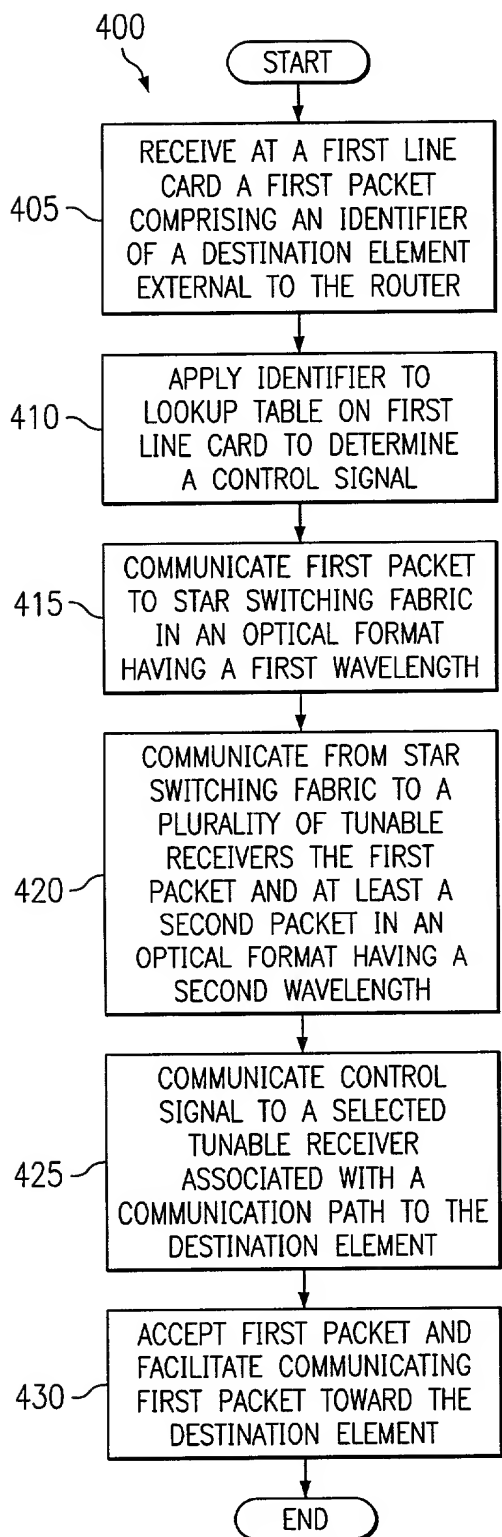 400
START
405
RECEIVE AT A FIRST LINE
CARD A FIRST PACKET
COMPRISING AN IDENTIFIER
OF A DESTINATION ELEMENT
EXTERNAL TO THE ROUTER
410
APPLY IDENTIFIER TO
LOOKUP TABLE ON FIRST
LINE CARD TO DETERMINE
A CONTROL SIGNAL
415
COMMUNICATE FIRST PACKET
TO STAR SWITCHING FABRIC
IN AN OPTICAL FORMAT
HAVING A FIRST WAVELENGTH
420
COMMUNICATE FROM STAR
SWITCHING FABRIC TO A
PLURALITY OF TUNABLE
RECEIVERS THE FIRST
PACKET AND AT LEAST A
SECOND PACKET IN AN
OPTICAL FORMAT HAVING A
SECOND WAVELENGTH
425
COMMUNICATE CONTROL
SIGNAL TO A SELECTED
TUNABLE RECEIVER
ASSOCIATED WITH A
COMMUNICATION PATH TO THE
DESTINATION ELEMENT
430
ACCEPT FIRST PACKET AND
FACILITATE COMMUNICATING
FIRST PACKET TOWARD THE
DESTINATION ELEMENT
END